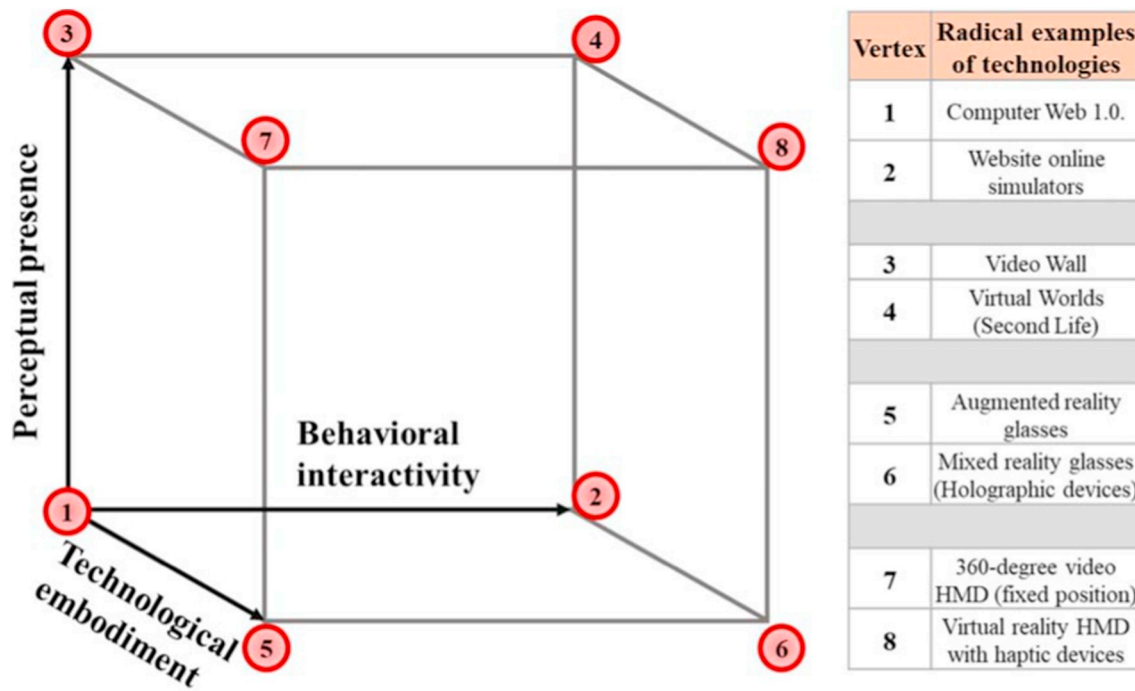 3
4
7
8
Perceptual presence
Behavioral
interactivity
1
2
Technological
embodiment
5
6
Vertex
Radical examples
of technologies
1
Computer Web 1.0.
2
Website online
simulators
3
Video Wall
4
Virtual Worlds
(Second Life)
5
Augmented reality
glasses
6
Mixed reality glasses
(Holographic devices)
7
360-degree video
HMD (fixed position)
8
Virtual reality HMD
with haptic devices